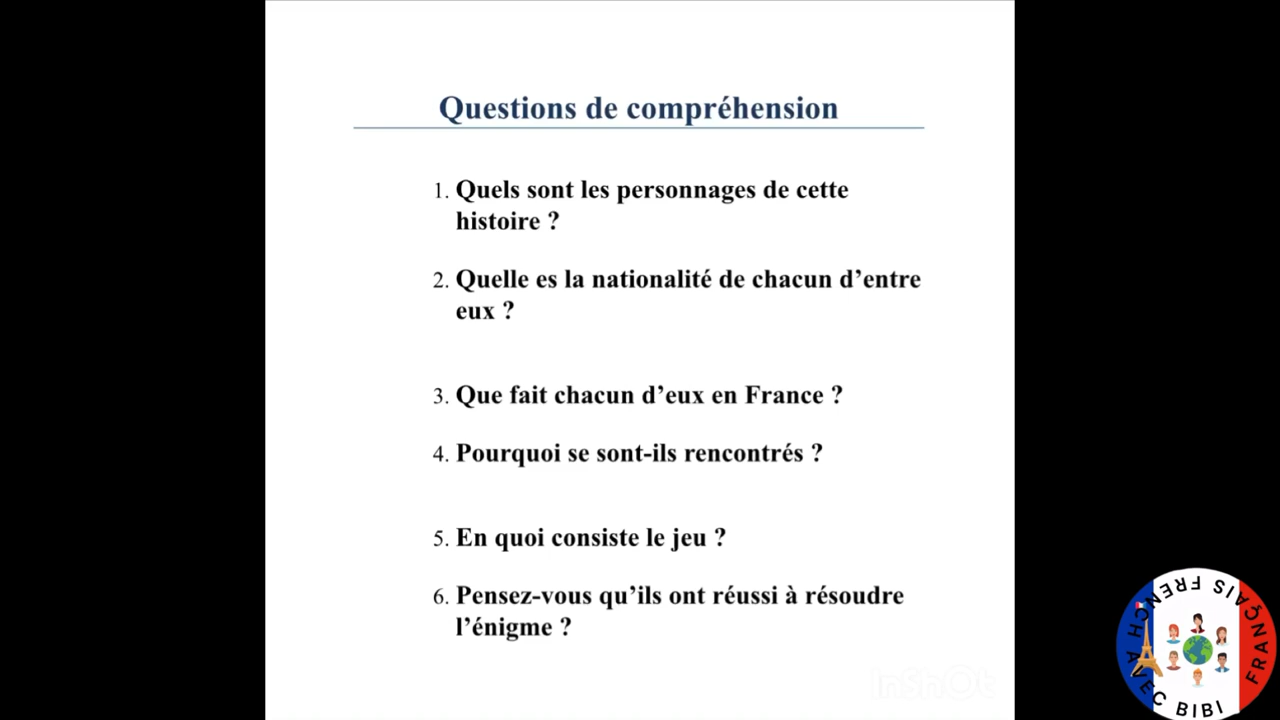 Questions de compréhension
1. Quels sont les personnages de cette
histoire ?
2. Quelle es la nationalité de chacun d’entre
eux ?
3. Que fait chacun d’eux en France ?
4. Pourquoi se sont-ils rencontrés ?
5. En quoi consiste le jeu ?
6. Pensez-vous qu’ils ont réussi à résoudre
l’énigme ?
InShOt
FRENCH AVEC BIBI
FRANÇAIS